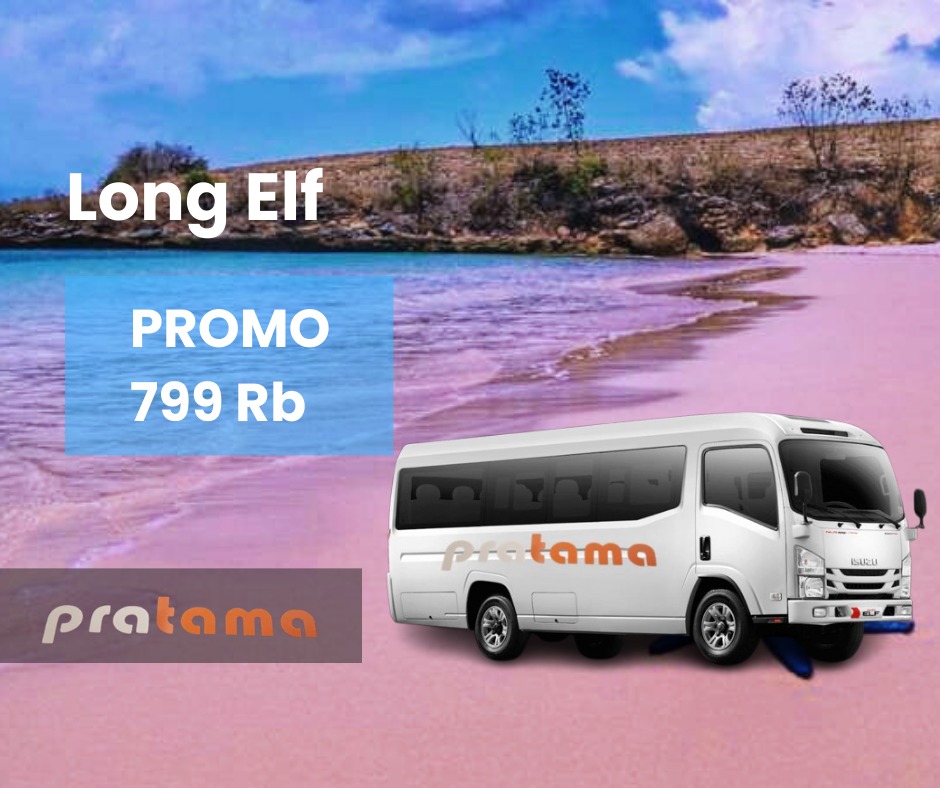 Long Elf
PROMO
799 Rb
pratama
ISUZU
ELF
pratama